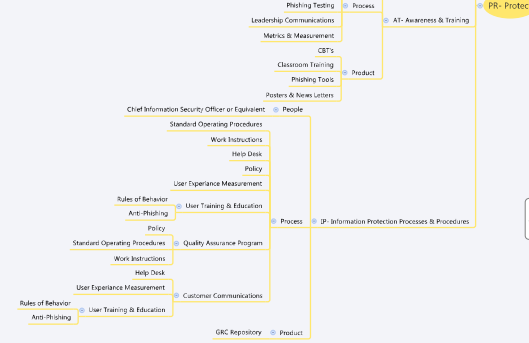 Phishing Testing
Process
PR- Protec
Leadership Communications
AT- Awareness & Training
Metrics & Measurement
CBT's
Classroom Training
Product
Phishing Tools
Posters & News Letters
Chief Information Security Officer or Equivalent
People
Standard Operating Procedures
Work Instructions
Help Desk
Policy
User Experiance Measurement
Rules of Behavior
User Training & Education
Anti-Phishing
Process
IP- Information Protection Processes & Procedures
Policy
Standard Operating Procedures
Quality Assurance Program
Work Instructions
Help Desk
User Experience Measurement
Customer Communications
Rules of Behavior
User Training & Education
Anti-Phishing
GRC Repository
Product